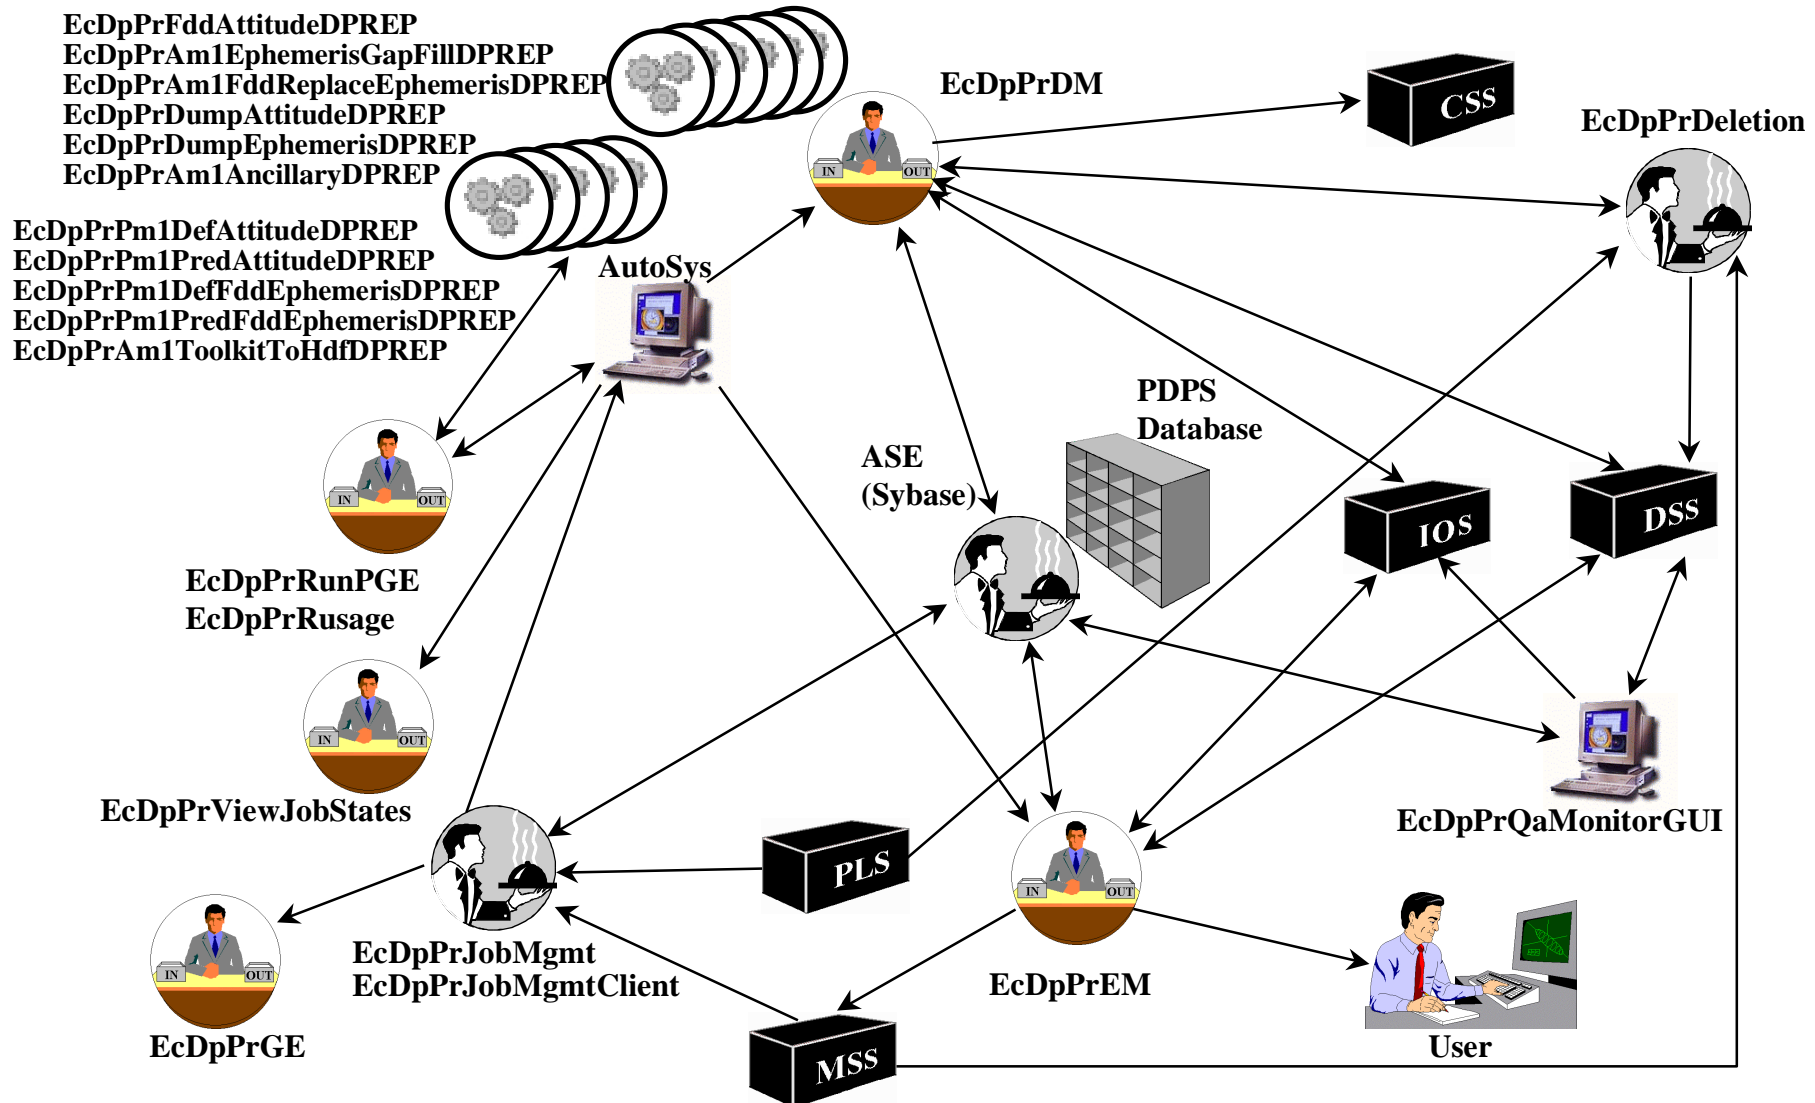 EcDpPrFddAttitudeDPREP
EcDpPrAm1EphemerisGapFillDPREP
EcDpPrAm1FddReplaceEphemerisDPREP
EcDpPrDumpAttitudeDPREP
EcDpPrDumpEphemerisDPREP
EcDpPrAm1AncillaryDPREP
EcDpPrPm1DefAttitudeDPREP
EcDpPrPm1PredAttitudeDPREP
EcDpPrPm1DefFddEphemerisDPREP
EcDpPrPm1PredFddEphemerisDPREP
EcDpPrAm1ToolkitToHdfDPREP
EcDpPrDM
IN OUT
CSS
EcDpPrDeletion
AutoSys
PDPS
Database
ASE
(Sybase)
IOS
DSS
IN OUT
EcDpPrRunPGE
EcDpPrRusage
IN OUT
EcDpPrViewJobStates
EcDpPrQaMonitorGUI
PLS
IN OUT
EcDpPrEM
EcDpPrJobMgmt
EcDpPrJobMgmtClient
IN OUT
EcDpPrGE
MSS
User